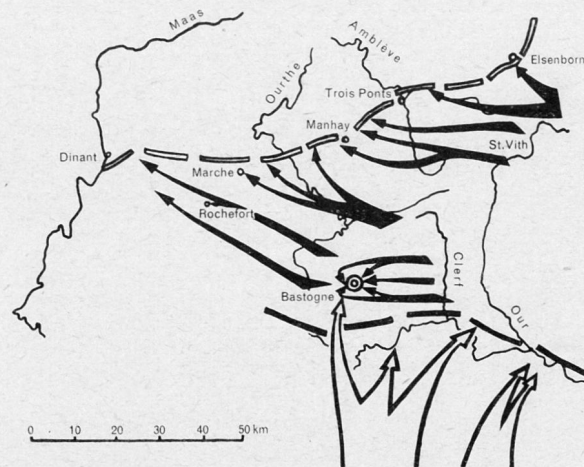 Maas
Amblève
Elsenborn
Ourthe
Trois Ponts
Manhay
St. Vith
Dinant
Marche
Rochefort
Clerf
Bastogne
Our
0 10 20 30 40 50 km